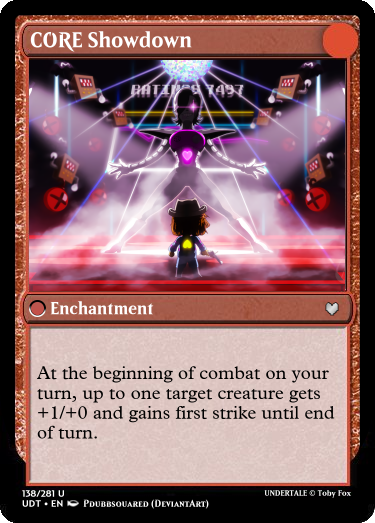 CORE Showdown
RATINGS 7497
Enchantment
At the beginning of combat on your
turn, up to one target creature gets
+1/+0 and gains first strike until end
of turn.
138/281 U
UDT • EN PDUBBSQUARED (DEVIANTART)
UNDERTALE © Toby Fox